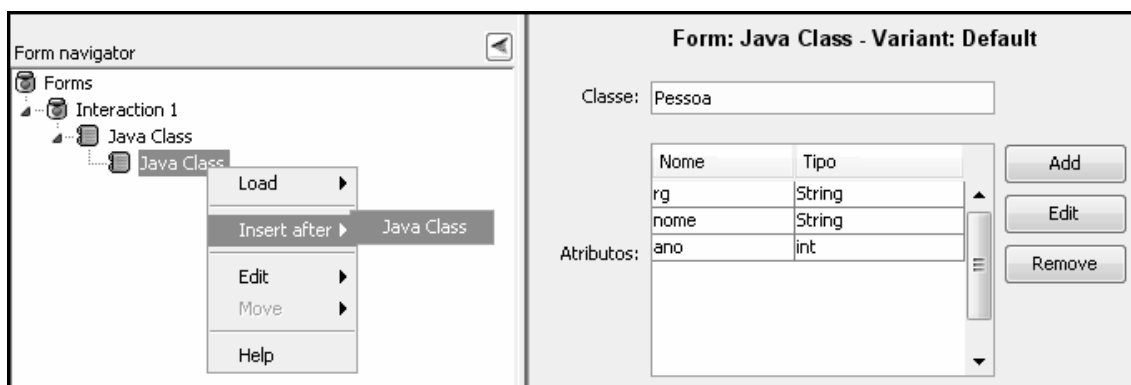 Form navigator
Forms
Interaction 1
Java Class
Java Class
Load
Insert after
Java Class
Edit
Move
Help
Form: Java Class - Variant: Default
Classe: Pessoa
Nome Tipo
rg String
nome String
ano int
Atributos:
Add
Edit
Remove